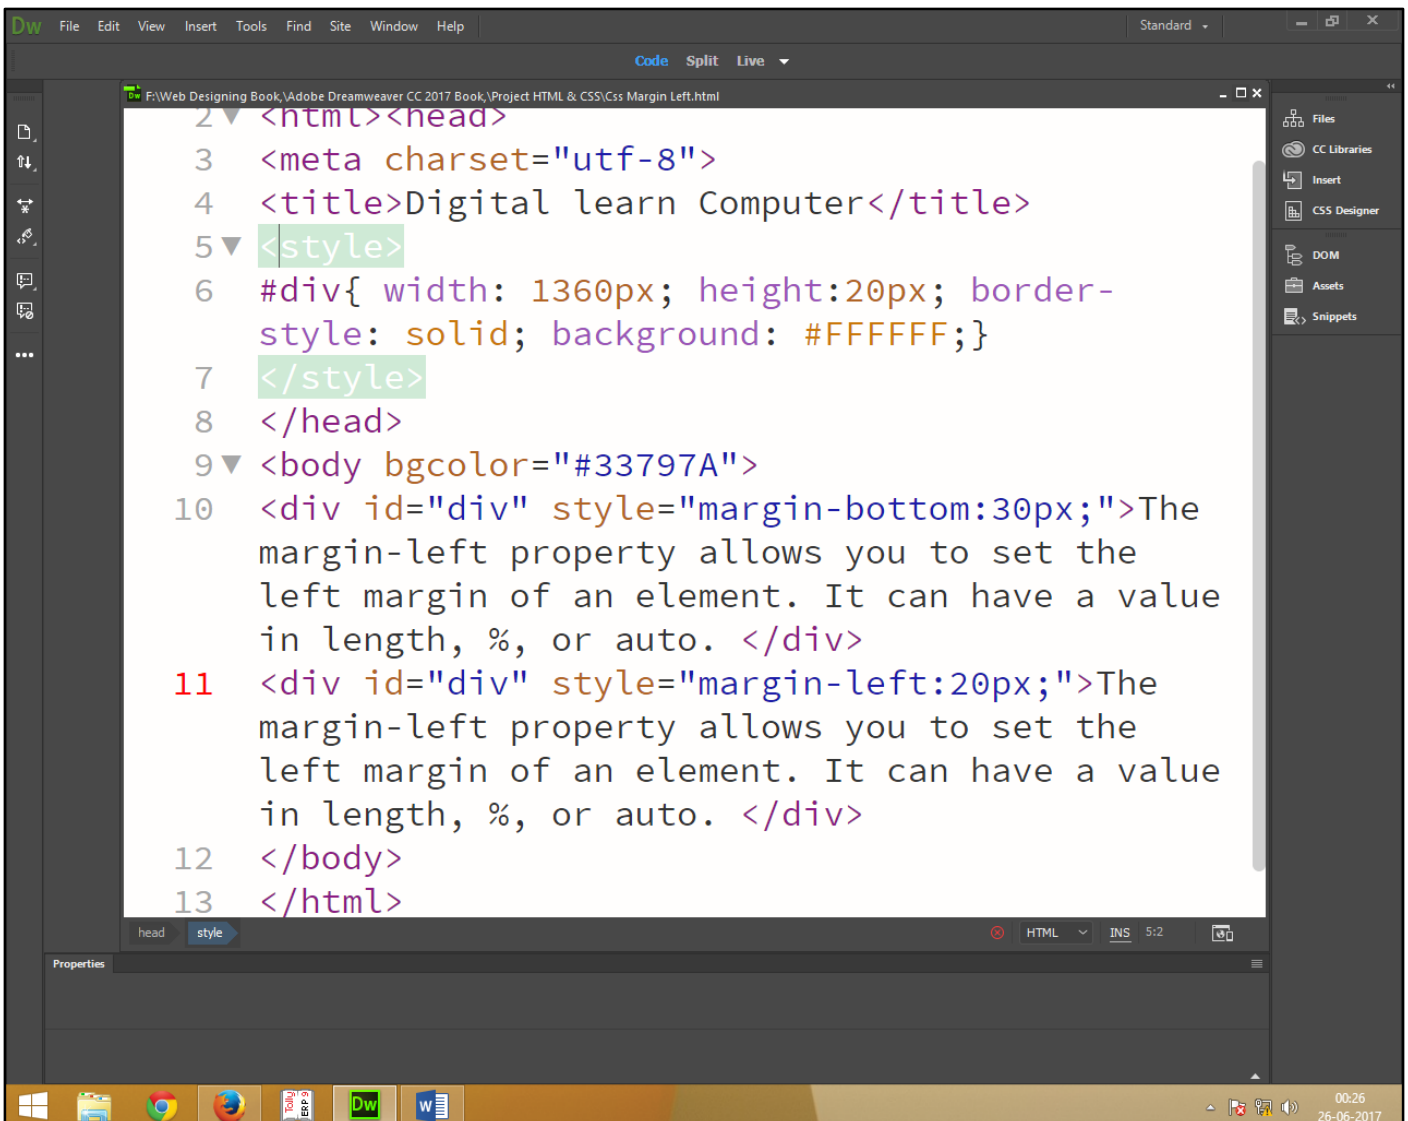 Dw File Edit View Insert Tools Find Site Window Help Standard
Code Split Live
Dw F:\Web Designing Book,\Adobe Dreamweaver CC 2017 Book,\Project HTML & CSS\Css Margin Left.html
2 <html><head>
3 <meta charset="utf-8">
4 <title>Digital learn Computer</title>
5 <style>
6 #div{ width: 1360px; height:20px; border-
style: solid; background: #FFFFFF;}
7 </style>
8 </head>
9 <body bgcolor="#33797A">
10 <div id="div" style="margin-bottom:30px;">The
margin-left property allows you to set the
left margin of an element. It can have a value
in length, %, or auto. </div>
11 <div id="div" style="margin-left:20px;">The
margin-left property allows you to set the
left margin of an element. It can have a value
in length, %, or auto. </div>
12 </body>
13 </html>
Files
CC Libraries
Insert
CSS Designer
DOM
Assets
Snippets
head style HTML INS 5:2
Properties
Tally ERP 9
Dw
W
00:26
26-06-2017